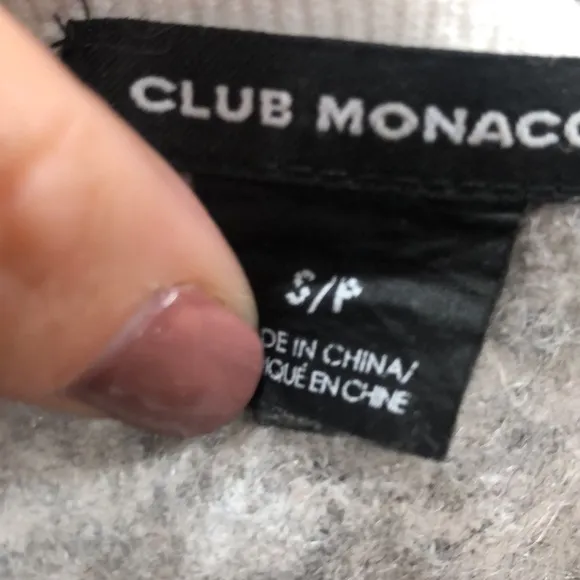 CLUB MONACO
S/P
DE IN CHINA/
IQUÉ EN CHINE